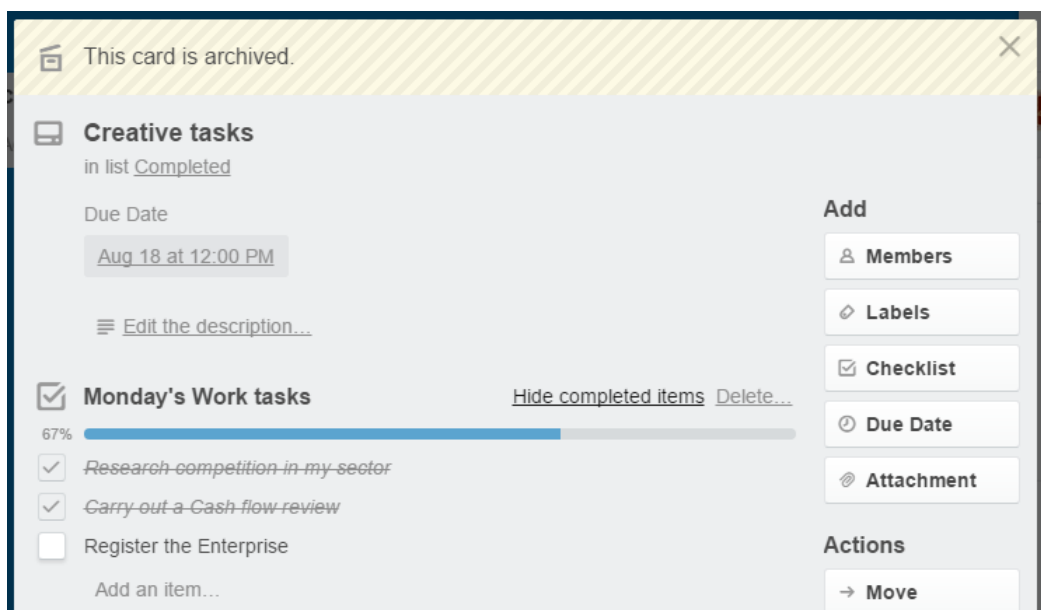 This card is archived.
Creative tasks
in list Completed
Due Date
Aug 18 at 12:00 PM
Edit the description...
Monday's Work tasks
Hide completed items Delete...
67%
Research competition in my sector
Carry out a Cash flow review
Register the Enterprise
Add an item...
Add
Members
Labels
Checklist
Due Date
Attachment
Actions
Move